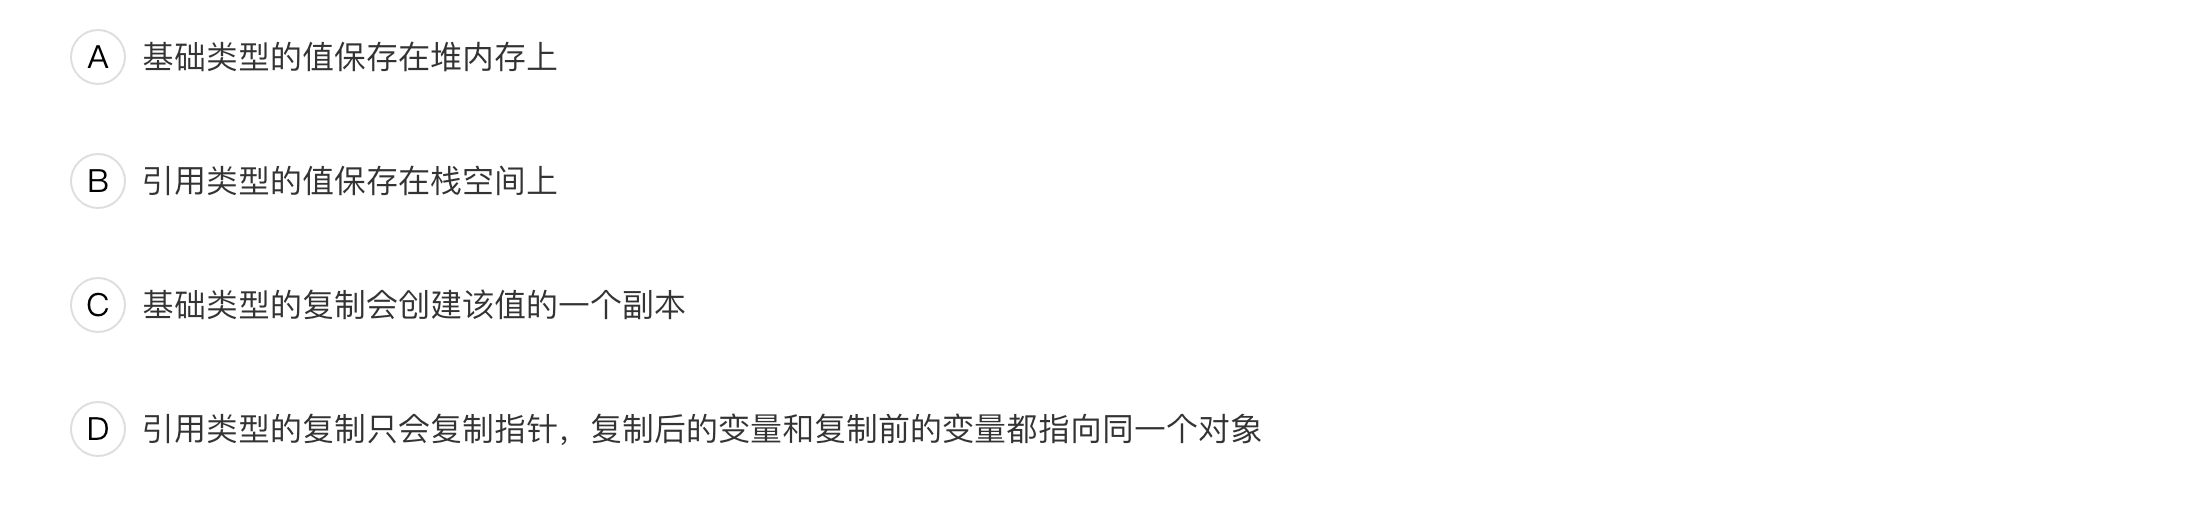 A 基础类型的值保存在堆内存上
B 引用类型的值保存在栈空间上
C 基础类型的复制会创建该值的一个副本
D 引用类型的复制只会复制指针，复制后的变量和复制前的变量都指向同一个对象